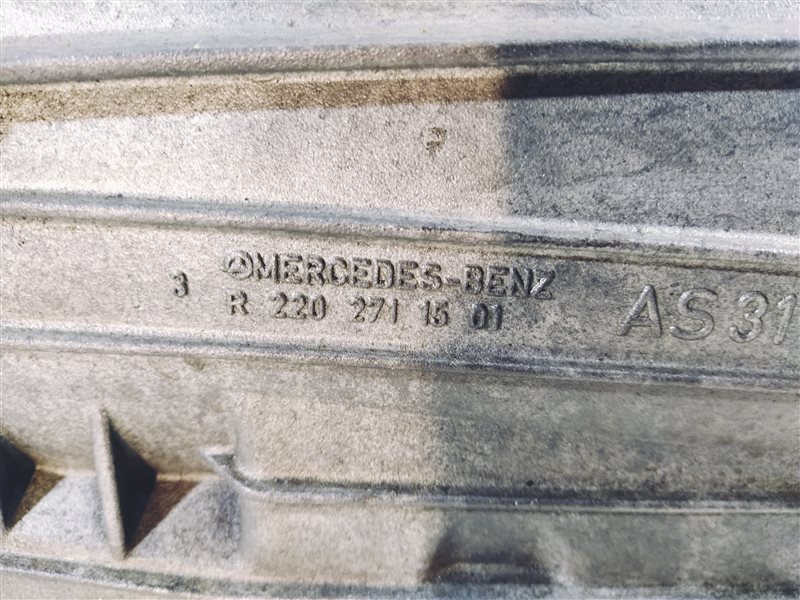 MERCEDES-BENZ
3
R 220 271 15 01
AS 31